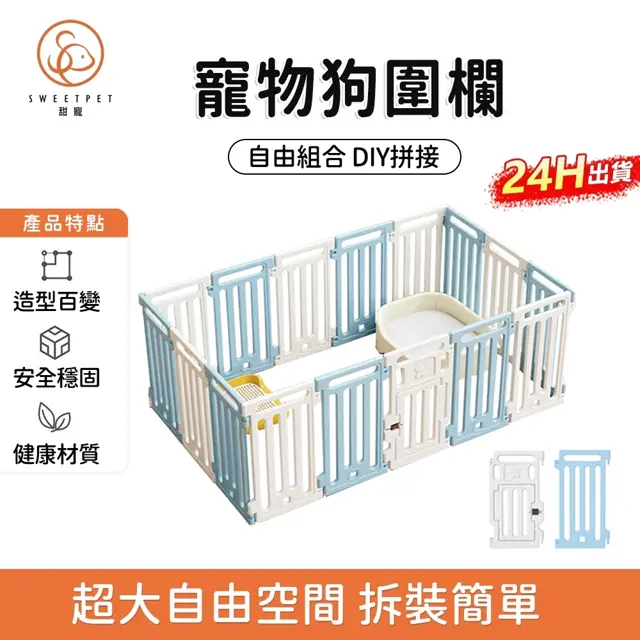 SWEETPET
甜寵
寵物狗圍欄
自由組合 DIY拼接
24H出貨
產品特點
造型百變
安全穩固
健康材質
超大自由空間 拆裝簡單